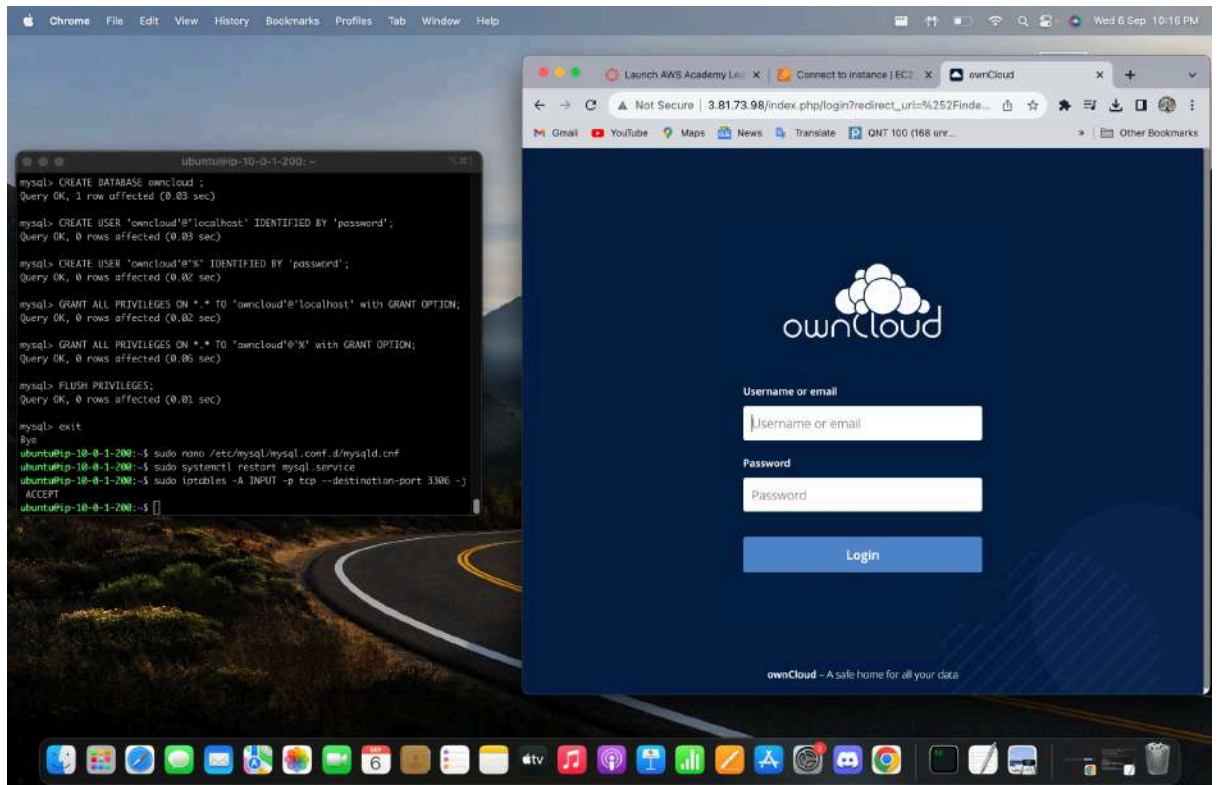 Chrome File Edit View History Bookmarks Profiles Tab Window Help
Wed 6 Sep 10:16 PM
Launch AWS Academy
Connect to instance | EC2
ownCloud
Not Secure | 3.81.73.98/index.php/login?redirect_url=%252Finde...
Gmail YouTube Maps News Translate QNT 100 (168 unr... » Other Bookmarks
ubuntu@ip-10-0-1-200: ~
mysql> CREATE DATABASE owncloud ;
Query OK, 1 row affected (0.03 sec)
mysql> CREATE USER 'owncloud'@'localhost' IDENTIFIED BY 'password';
Query OK, 0 rows affected (0.03 sec)
mysql> CREATE USER 'owncloud'@'%' IDENTIFIED BY 'password';
Query OK, 0 rows affected (0.02 sec)
mysql> GRANT ALL PRIVILEGES ON *.* TO 'owncloud'@'localhost' with GRANT OPTION;
Query OK, 0 rows affected (0.02 sec)
mysql> GRANT ALL PRIVILEGES ON *.* TO 'owncloud'@'%' with GRANT OPTION;
Query OK, 0 rows affected (0.06 sec)
mysql> FLUSH PRIVILEGES;
Query OK, 0 rows affected (0.01 sec)
mysql> exit
Bye
ubuntu@ip-10-0-1-200:~$ sudo nano /etc/mysql/mysql.conf.d/mysqld.cnf
ubuntu@ip-10-0-1-200:~$ sudo systemctl restart mysql.service
ubuntu@ip-10-0-1-200:~$ sudo iptables -A INPUT -p tcp --destination-port 3306 -j
ACCEPT
ubuntu@ip-10-0-1-200:~$
ownCloud
Username or email
Username or email
Password
Password
Login
ownCloud – A safe home for all your data
SEP
6
tv